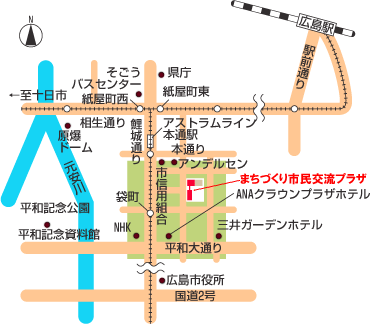 N
広島駅
駅前通り
そごう
バスセンター
県庁
紙屋町西
紙屋町東
←至十日市
相生通り
鯉城通り
アストラムライン
本通駅
本通り
原爆
ドーム
元安川
アンデルセン
市信用組合
まちづくり市民交流プラザ
ANAクラウンプラザホテル
袋町
平和記念公園
平和記念資料館
NHK
三井ガーデンホテル
平和大通り
広島市役所
国道2号